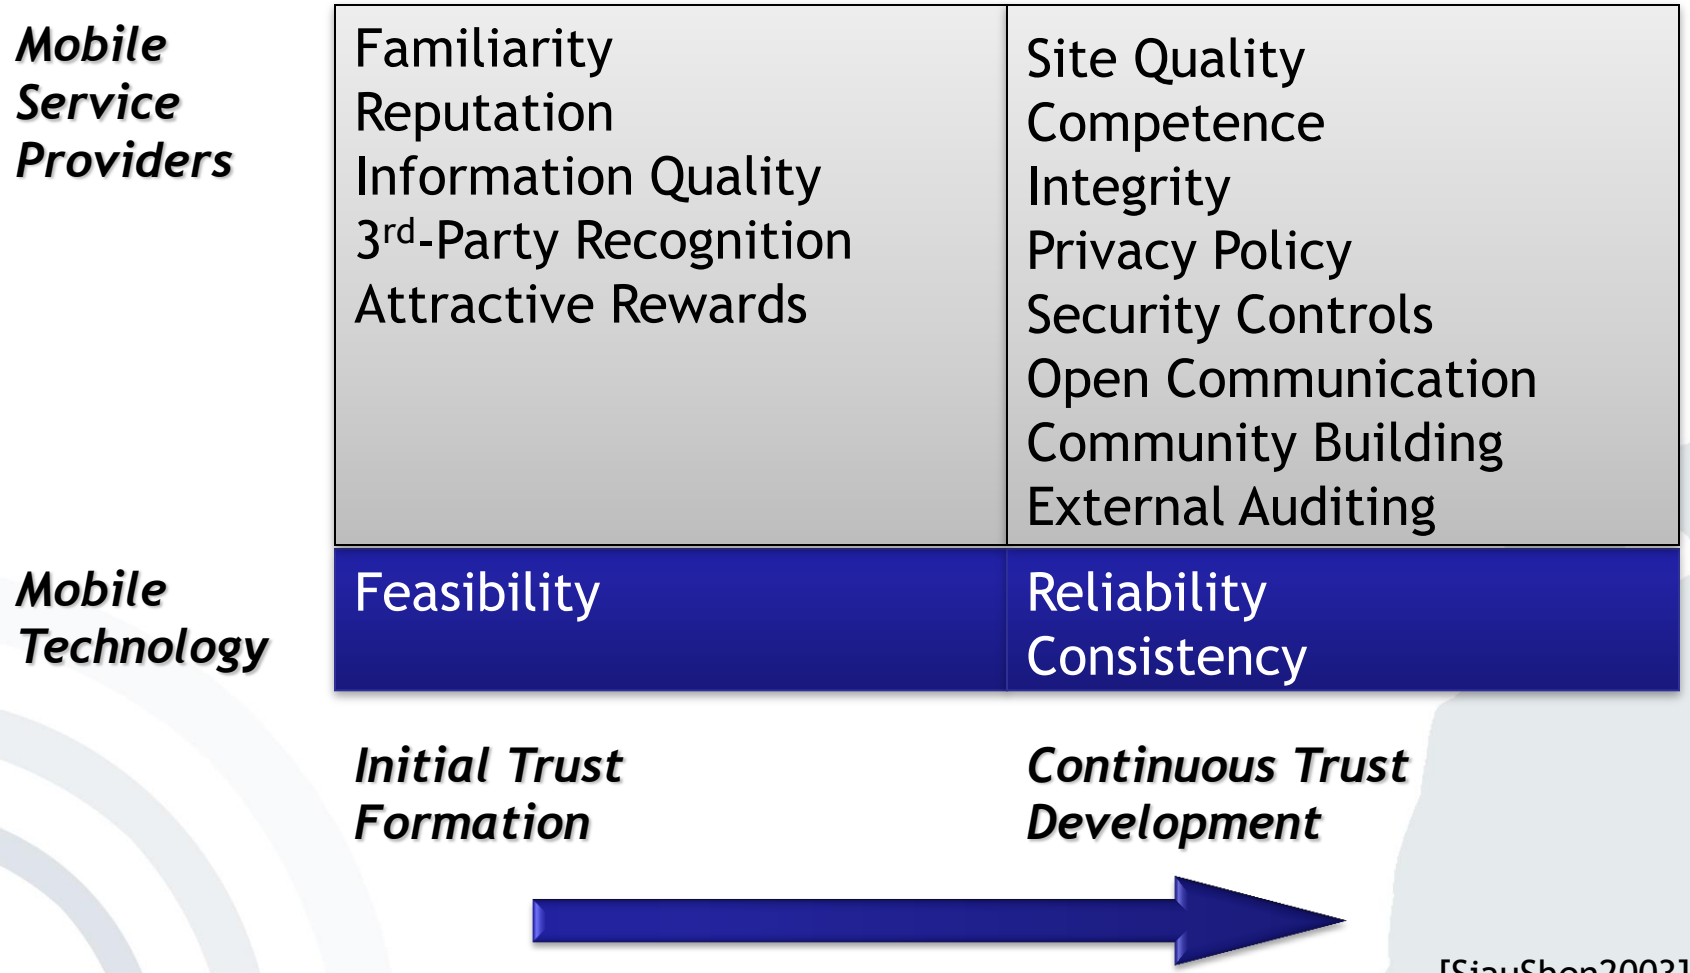 Mobile
Service
Providers
Familiarity
Reputation
Information Quality
3rd-Party Recognition
Attractive Rewards
Site Quality
Competence
Integrity
Privacy Policy
Security Controls
Open Communication
Community Building
External Auditing
Mobile
Technology
Feasibility
Reliability
Consistency
Initial Trust
Formation
Continuous Trust
Development
[SiauShen2003]